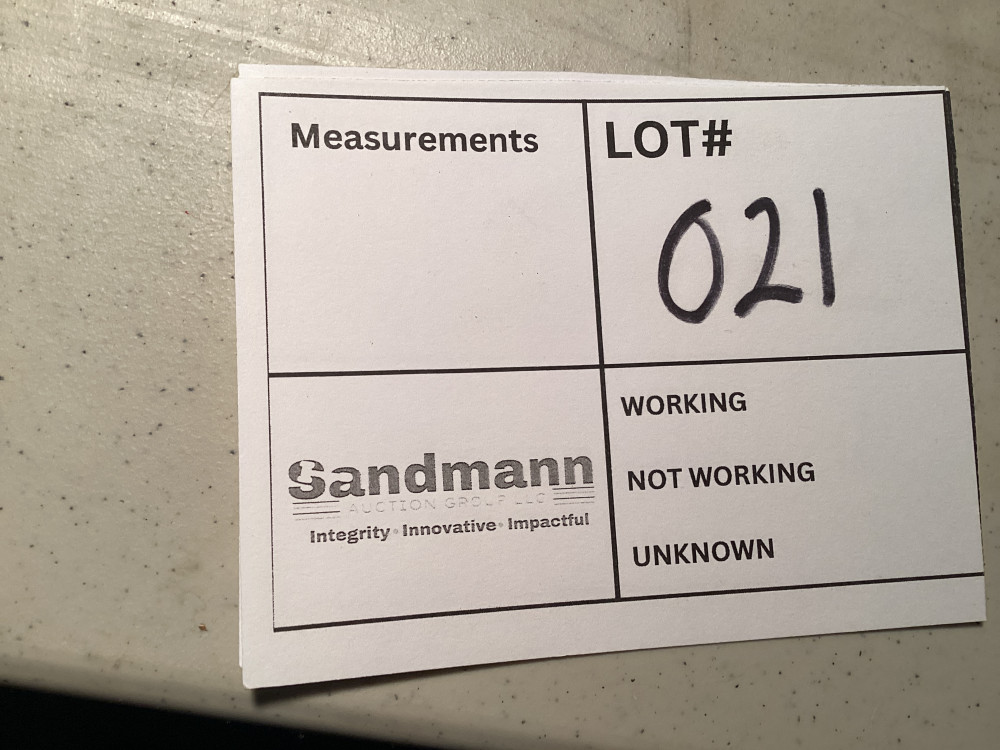 Measurements
LOT#
021
Sandmann
AUCTION GROUP LLC
Integrity • Innovative • Impactful
WORKING
NOT WORKING
UNKNOWN